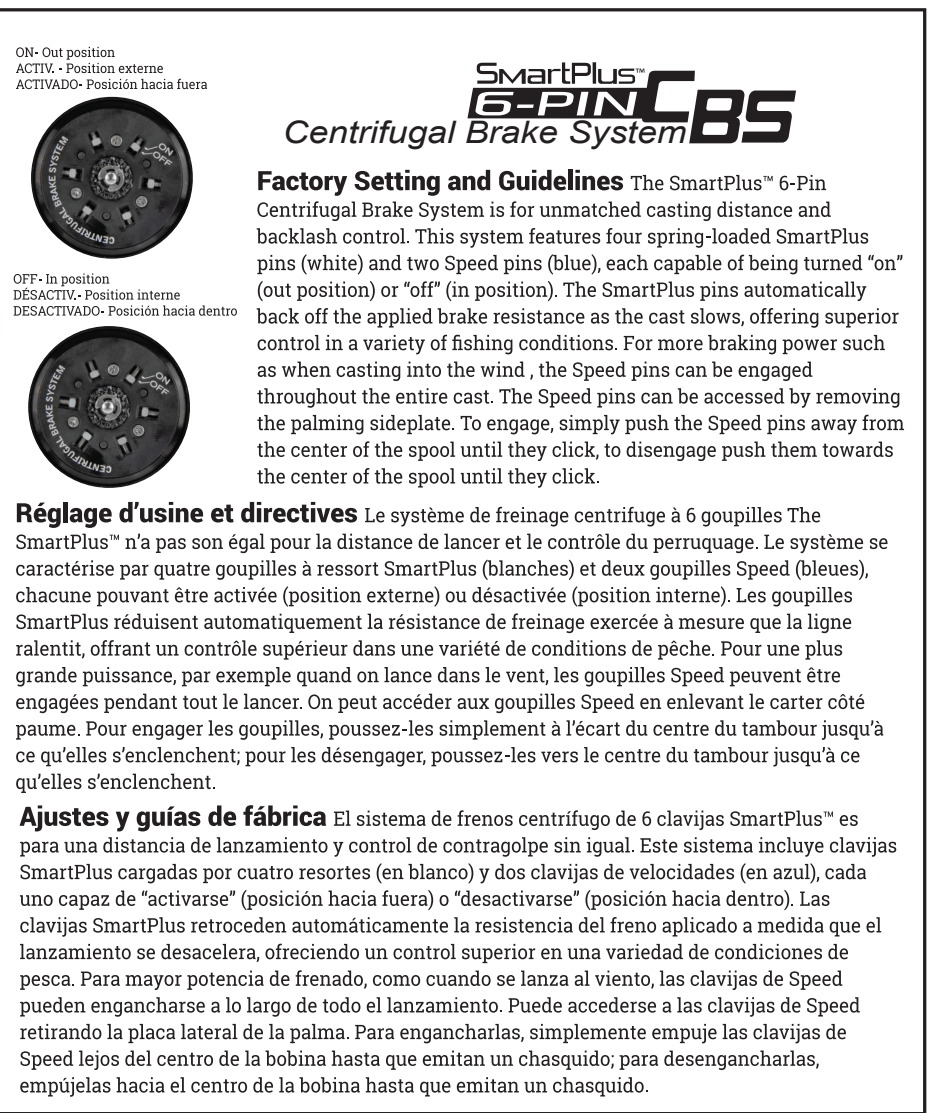 ON- Out position
ACTIV. - Position externe
ACTIVADO- Posición hacia fuera
CENTRIFUGAL BRAKE SYSTEM
ON
OFF
OFF- In position
DÉSACTIV.- Position interne
DESACTIVADO- Posición hacia dentro
CENTRIFUGAL BRAKE SYSTEM
ON
OFF
SmartPlus™
6-PIN CBS
Centrifugal Brake System
Factory Setting and Guidelines The SmartPlus™ 6-Pin
Centrifugal Brake System is for unmatched casting distance and
backlash control. This system features four spring-loaded SmartPlus
pins (white) and two Speed pins (blue), each capable of being turned “on”
(out position) or “off” (in position). The SmartPlus pins automatically
back off the applied brake resistance as the cast slows, offering superior
control in a variety of fishing conditions. For more braking power such
as when casting into the wind , the Speed pins can be engaged
throughout the entire cast. The Speed pins can be accessed by removing
the palming sideplate. To engage, simply push the Speed pins away from
the center of the spool until they click, to disengage push them towards
the center of the spool until they click.
Réglage d’usine et directives Le système de freinage centrifuge à 6 goupilles The
SmartPlus™ n’a pas son égal pour la distance de lancer et le contrôle du perruquage. Le système se
caractérise par quatre goupilles à ressort SmartPlus (blanches) et deux goupilles Speed (bleues),
chacune pouvant être activée (position externe) ou désactivée (position interne). Les goupilles
SmartPlus réduisent automatiquement la résistance de freinage exercée à mesure que la ligne
ralentit, offrant un contrôle supérieur dans une variété de conditions de pêche. Pour une plus
grande puissance, par exemple quand on lance dans le vent, les goupilles Speed peuvent être
engagées pendant tout le lancer. On peut accéder aux goupilles Speed en enlevant le carter côté
paume. Pour engager les goupilles, poussez-les simplement à l’écart du centre du tambour jusqu’à
ce qu’elles s’enclenchent; pour les désengager, poussez-les vers le centre du tambour jusqu’à ce
qu’elles s’enclenchent.
Ajustes y guías de fábrica El sistema de frenos centrífugo de 6 clavijas SmartPlus™ es
para una distancia de lanzamiento y control de contragolpe sin igual. Este sistema incluye clavijas
SmartPlus cargadas por cuatro resortes (en blanco) y dos clavijas de velocidades (en azul), cada
uno capaz de “activarse” (posición hacia fuera) o “desactivarse” (posición hacia dentro). Las
clavijas SmartPlus retroceden automáticamente la resistencia del freno aplicado a medida que el
lanzamiento se desacelera, ofreciendo un control superior en una variedad de condiciones de
pesca. Para mayor potencia de frenado, como cuando se lanza al viento, las clavijas de Speed
pueden engancharse a lo largo de todo el lanzamiento. Puede accederse a las clavijas de Speed
retirando la placa lateral de la palma. Para engancharlas, simplemente empuje las clavijas de
Speed lejos del centro de la bobina hasta que emitan un chasquido; para desengancharlas,
empújelas hacia el centro de la bobina hasta que emitan un chasquido.